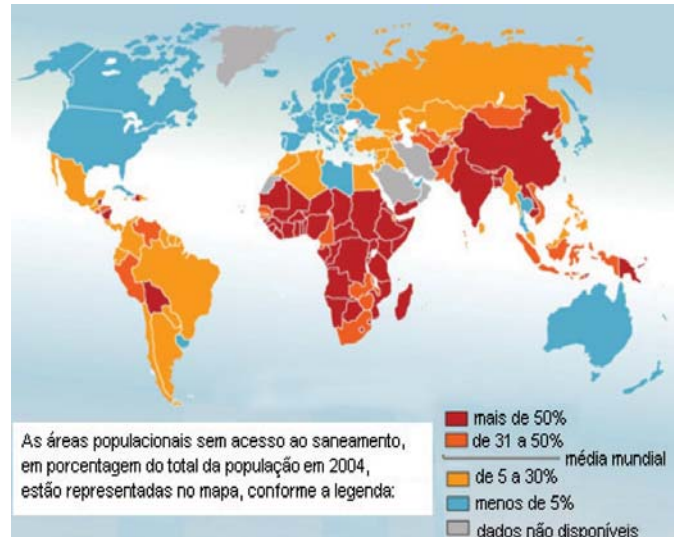 As áreas populacionais sem acesso ao saneamento,
em porcentagem do total da população em 2004,
estão representadas no mapa, conforme a legenda:
mais de 50%
de 31 a 50%
média mundial
de 5 a 30%
menos de 5%
dados não disponíveis